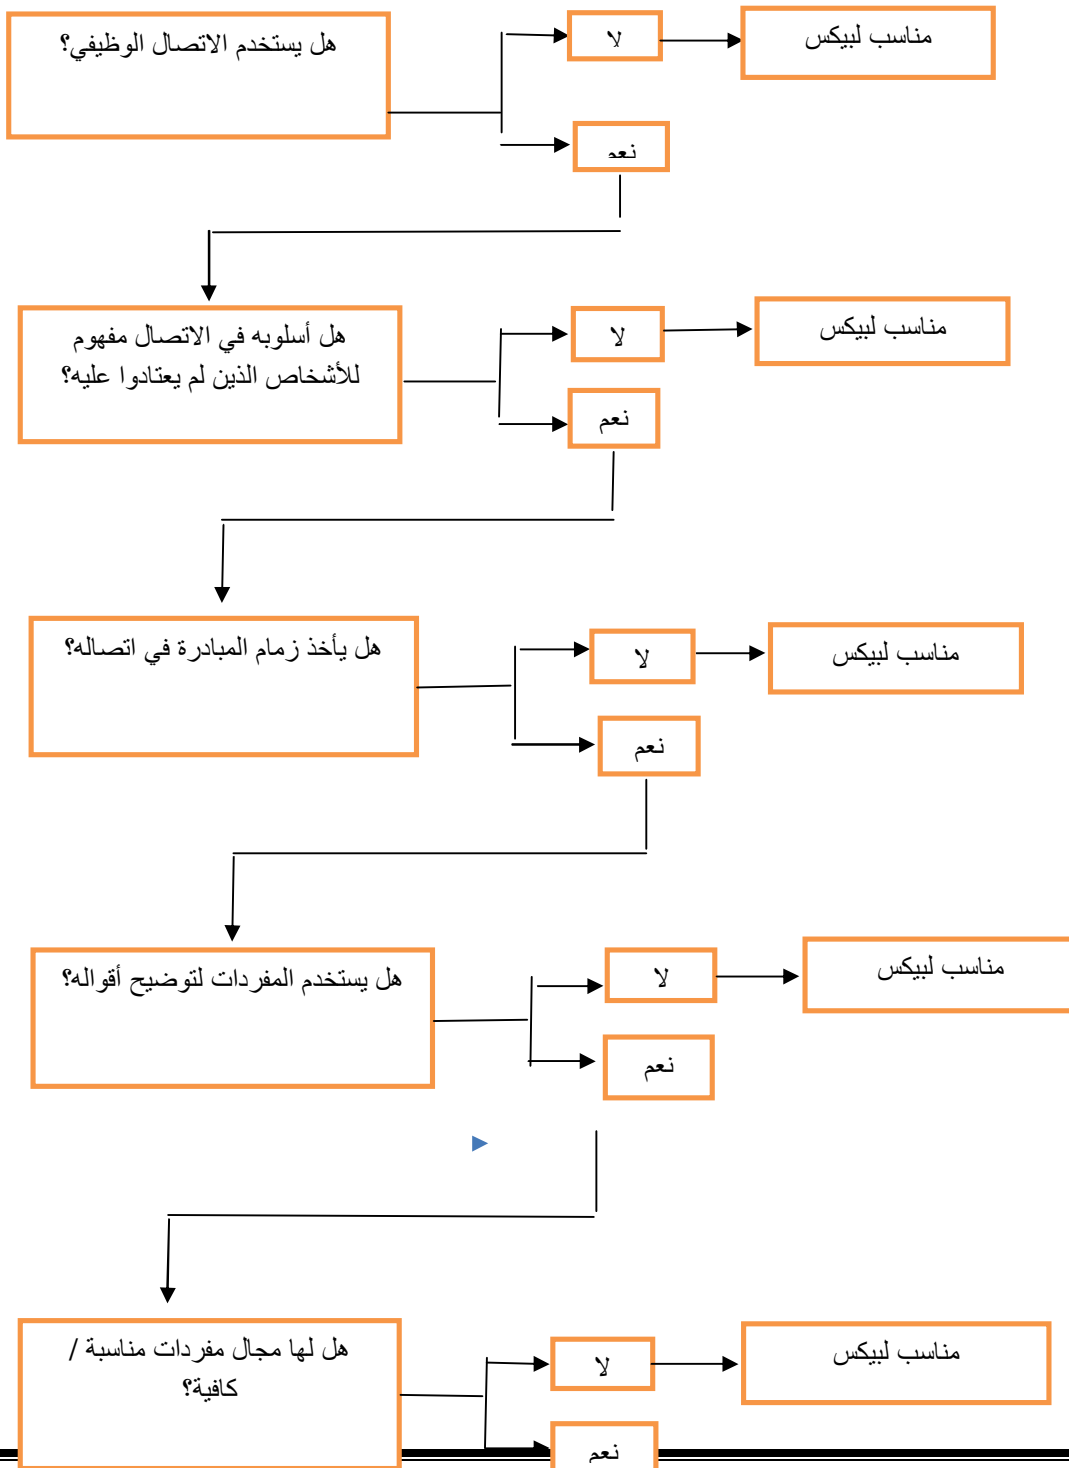 هل يستخدم الاتصال الوظيفي؟
لا
مناسب لبيكس
نعم
هل أسلوبه في الاتصال مفهوم
للأشخاص الذين لم يعتادوا عليه؟
لا
مناسب لبيكس
نعم
هل يأخذ زمام المبادرة في اتصاله؟
لا
مناسب لبيكس
نعم
هل يستخدم المفردات لتوضيح أقواله؟
لا
مناسب لبيكس
نعم
هل لها مجال مفردات مناسبة /
كافية؟
لا
مناسب لبيكس
نعم